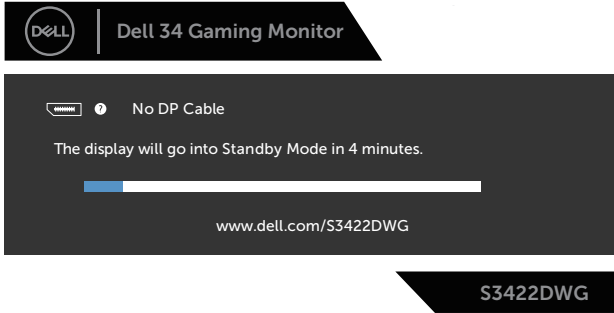 DELL
Dell 34 Gaming Monitor
? No DP Cable
The display will go into Standby Mode in 4 minutes.
www.dell.com/S3422DWG
S3422DWG